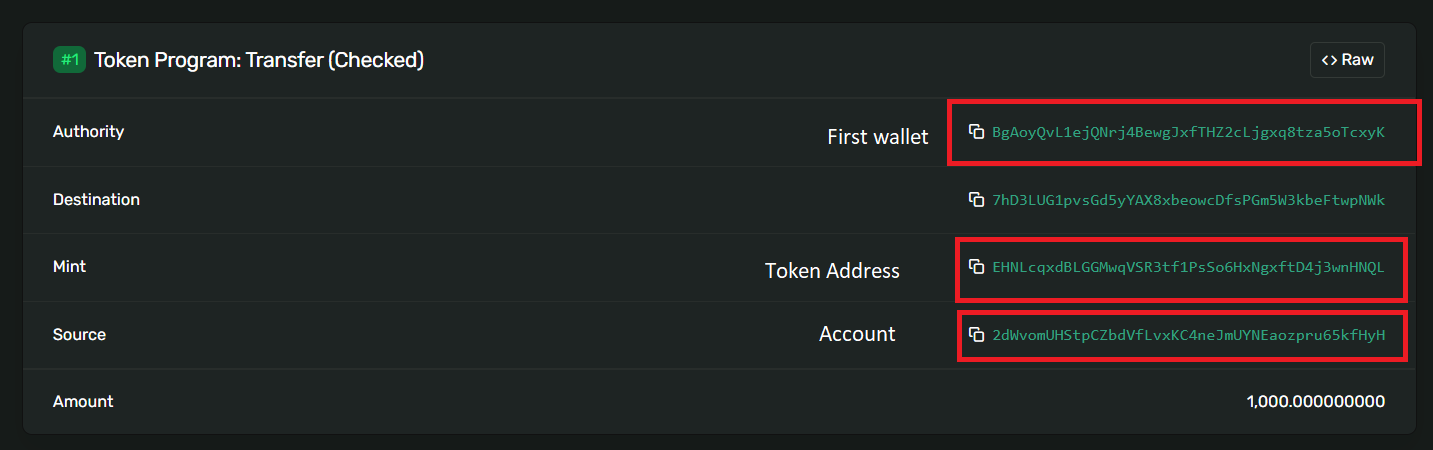 #1 Token Program: Transfer (Checked)
<> Raw
Authority First wallet BgAoyQvL1ejQNrj4BewgJxfTHZ2cLjgxq8tza5oTcxyK
Destination 7hD3LUG1pvsGd5yYAX8xbeowcDfsPGm5W3kbeFtwpNWk
Mint Token Address EHNLcqxdBLGGMwqVSR3tf1PsSo6HxNgxftD4j3wnHNQL
Source Account 2dWvomUHStpCZbdVfLvxKC4neJmUYNEaozpru65kfHyH
Amount 1,000.000000000